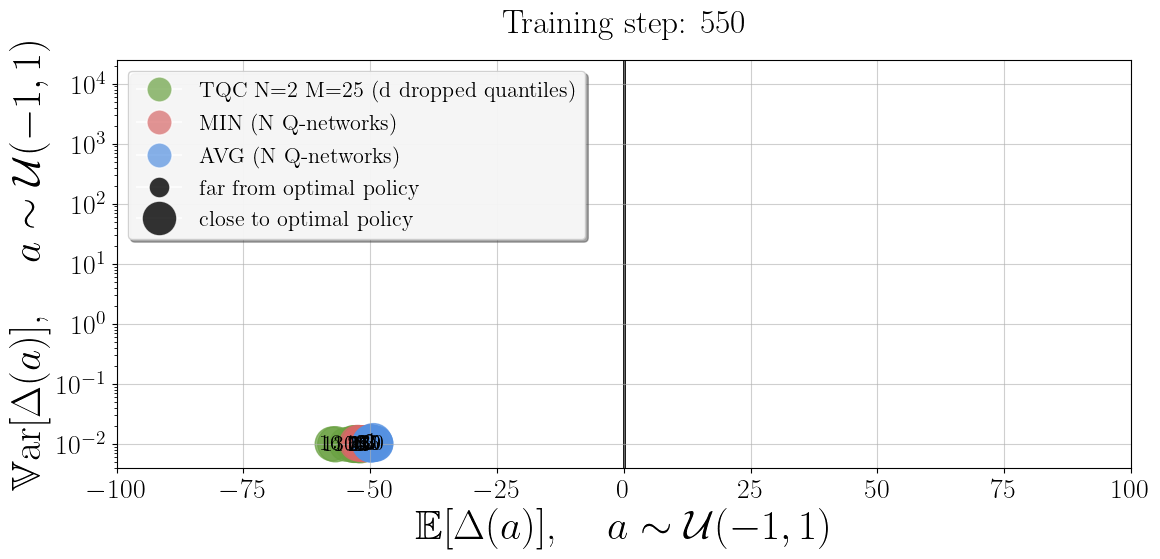 Training step: 550
TQC N=2 M=25 (d dropped quantiles)
MIN (N Q-networks)
AVG (N Q-networks)
far from optimal policy
close to optimal policy
10⁴
10³
10²
10¹
10⁰
10⁻¹
10⁻²
𝕍ar[Δ(a)], a ∼ 𝒰(−1, 1)
−100 −75 −50 −25 0 25 50 75 100
𝔼[Δ(a)], a ∼ 𝒰(−1, 1)